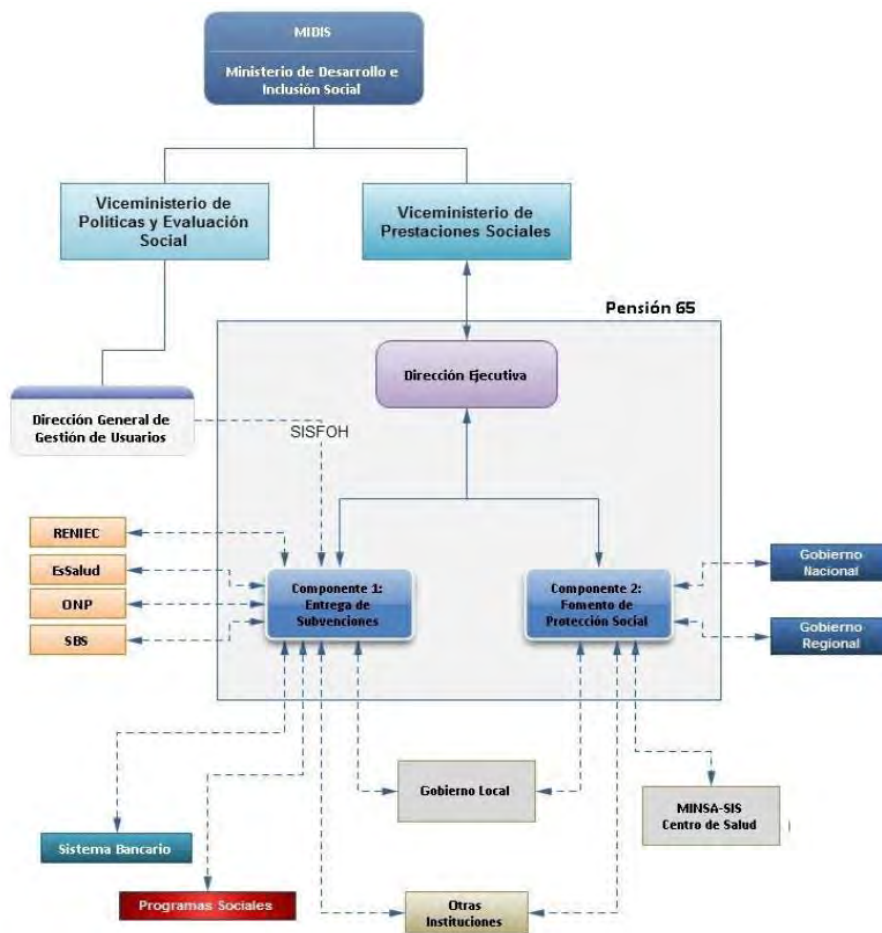 MIDIS
Ministerio de Desarrollo e
Inclusión Social
Viceministerio de
Politicas y Evaluación
Social
Viceministerio de
Prestaciones Sociales
Pensión 65
Dirección Ejecutiva
Dirección General de
Gestión de Usuarios
SISFOH
RENIEC
EsSalud
ONP
SBS
Componente 1:
Entrega de
Subvenciones
Componente 2:
Fomento de
Protección Social
Gobierno
Nacional
Gobierno
Regional
Gobierno Local
MINSA-SIS
Centro de Salud
Sistema Bancario
Programas Sociales
Otras
Instituciones